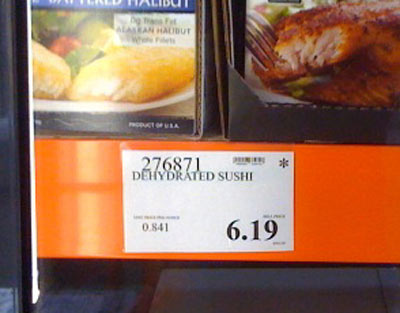 BATTERED HALIBUT
0g Trans Fat
ALASKAN HALIBUT
Whole Fillets
PRODUCT OF U.S.A.
276871
*
DEHYDRATED SUSHI
0.841
6.19